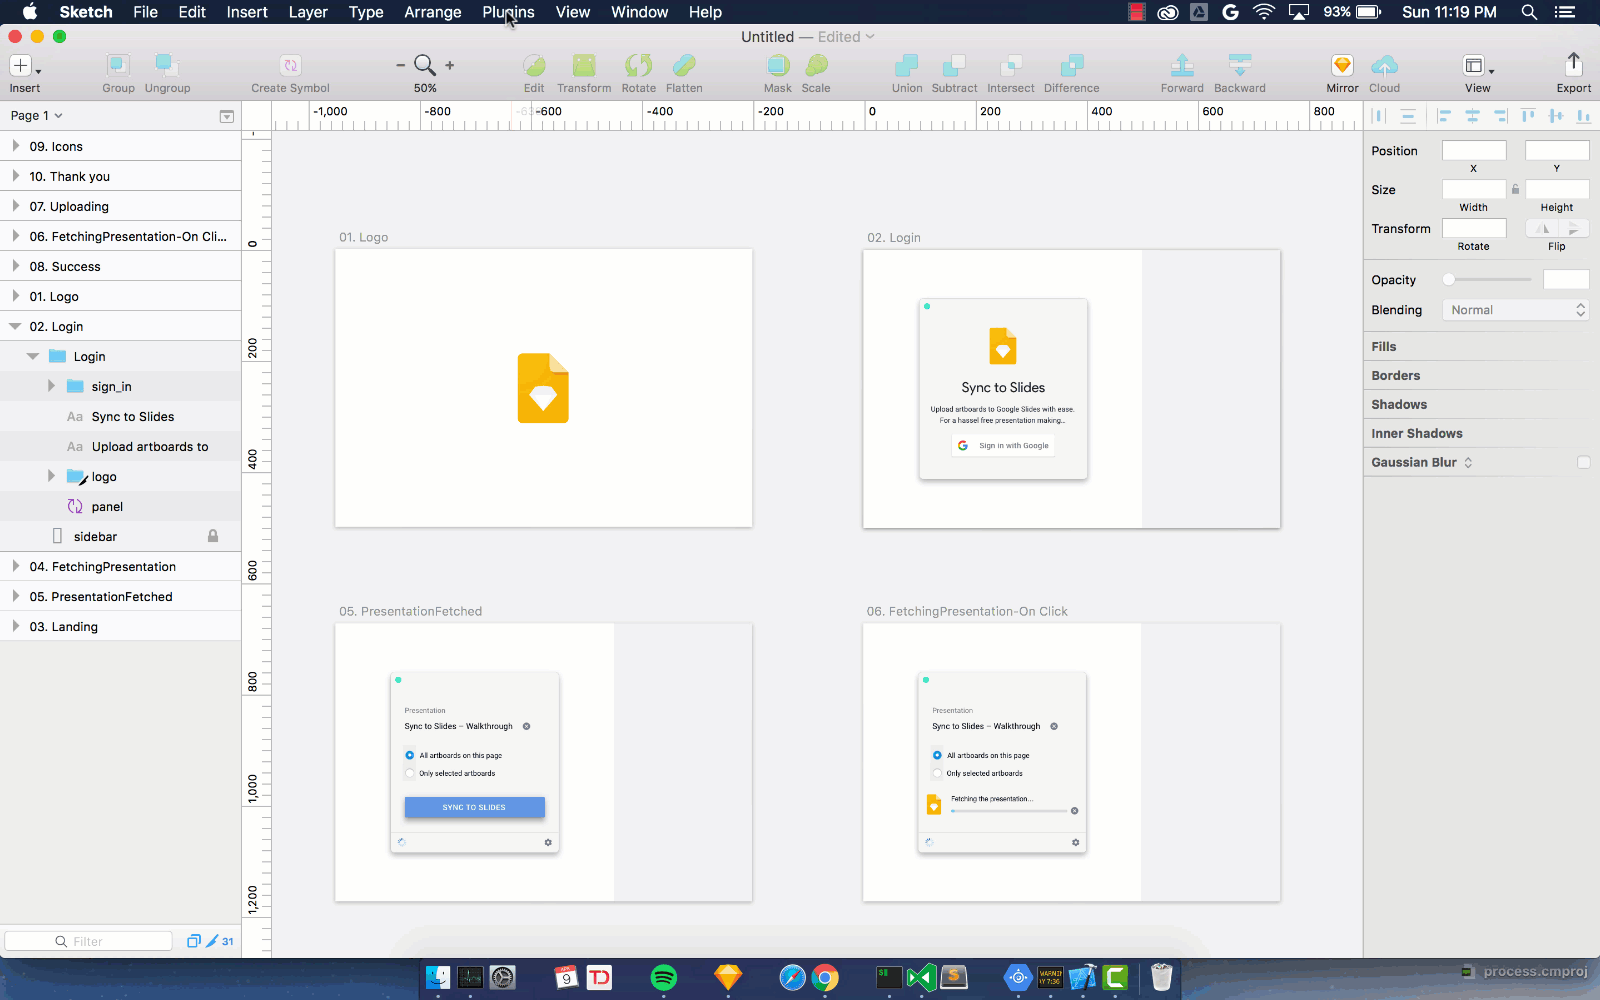 Sketch File Edit Insert Layer Type Arrange Plugins View Window Help 93% Sun 11:19 PM
Untitled — Edited
Insert Group Ungroup Create Symbol 50% Edit Transform Rotate Flatten Mask Scale Union Subtract Intersect Difference Forward Backward Mirror Cloud View Export
Page 1
-1,000 -800 -600 -400 -200 0 200 400 600 800
09. Icons
10. Thank you
07. Uploading
06. FetchingPresentation-On Cli...
08. Success
01. Logo
02. Login
Login
sign_in
Aa Sync to Slides
Aa Upload artboards to
logo
panel
sidebar
04. FetchingPresentation
05. PresentationFetched
03. Landing
Filter
31
0
200
400
600
800
1,000
1,200
01. Logo
02. Login
Sync to Slides
Upload artboards to Google Slides with ease.
For a hassel free presentation making...
Sign in with Google
05. PresentationFetched
Presentation
Sync to Slides – Walkthrough
All artboards on this page
Only selected artboards
SYNC TO SLIDES
06. FetchingPresentation-On Click
Presentation
Sync to Slides – Walkthrough
All artboards on this page
Only selected artboards
Fetching the presentation...
Position
X Y
Size
Width Height
Transform
Rotate Flip
Opacity
Blending Normal
Fills
Borders
Shadows
Inner Shadows
Gaussian Blur
9
WARNIN
process.cmproj